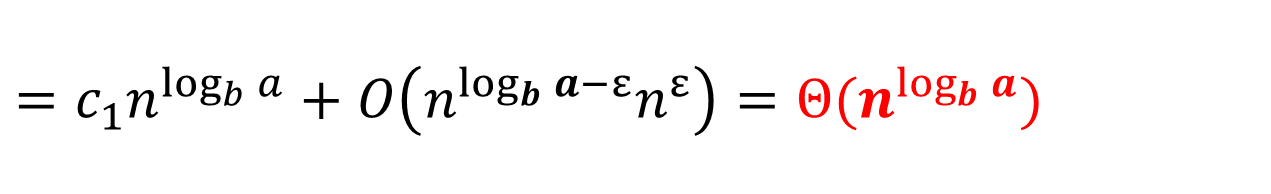 = c₁n^(log_b a) + O(n^(log_b a−ε)n^ε) = Θ(n^(log_b a))